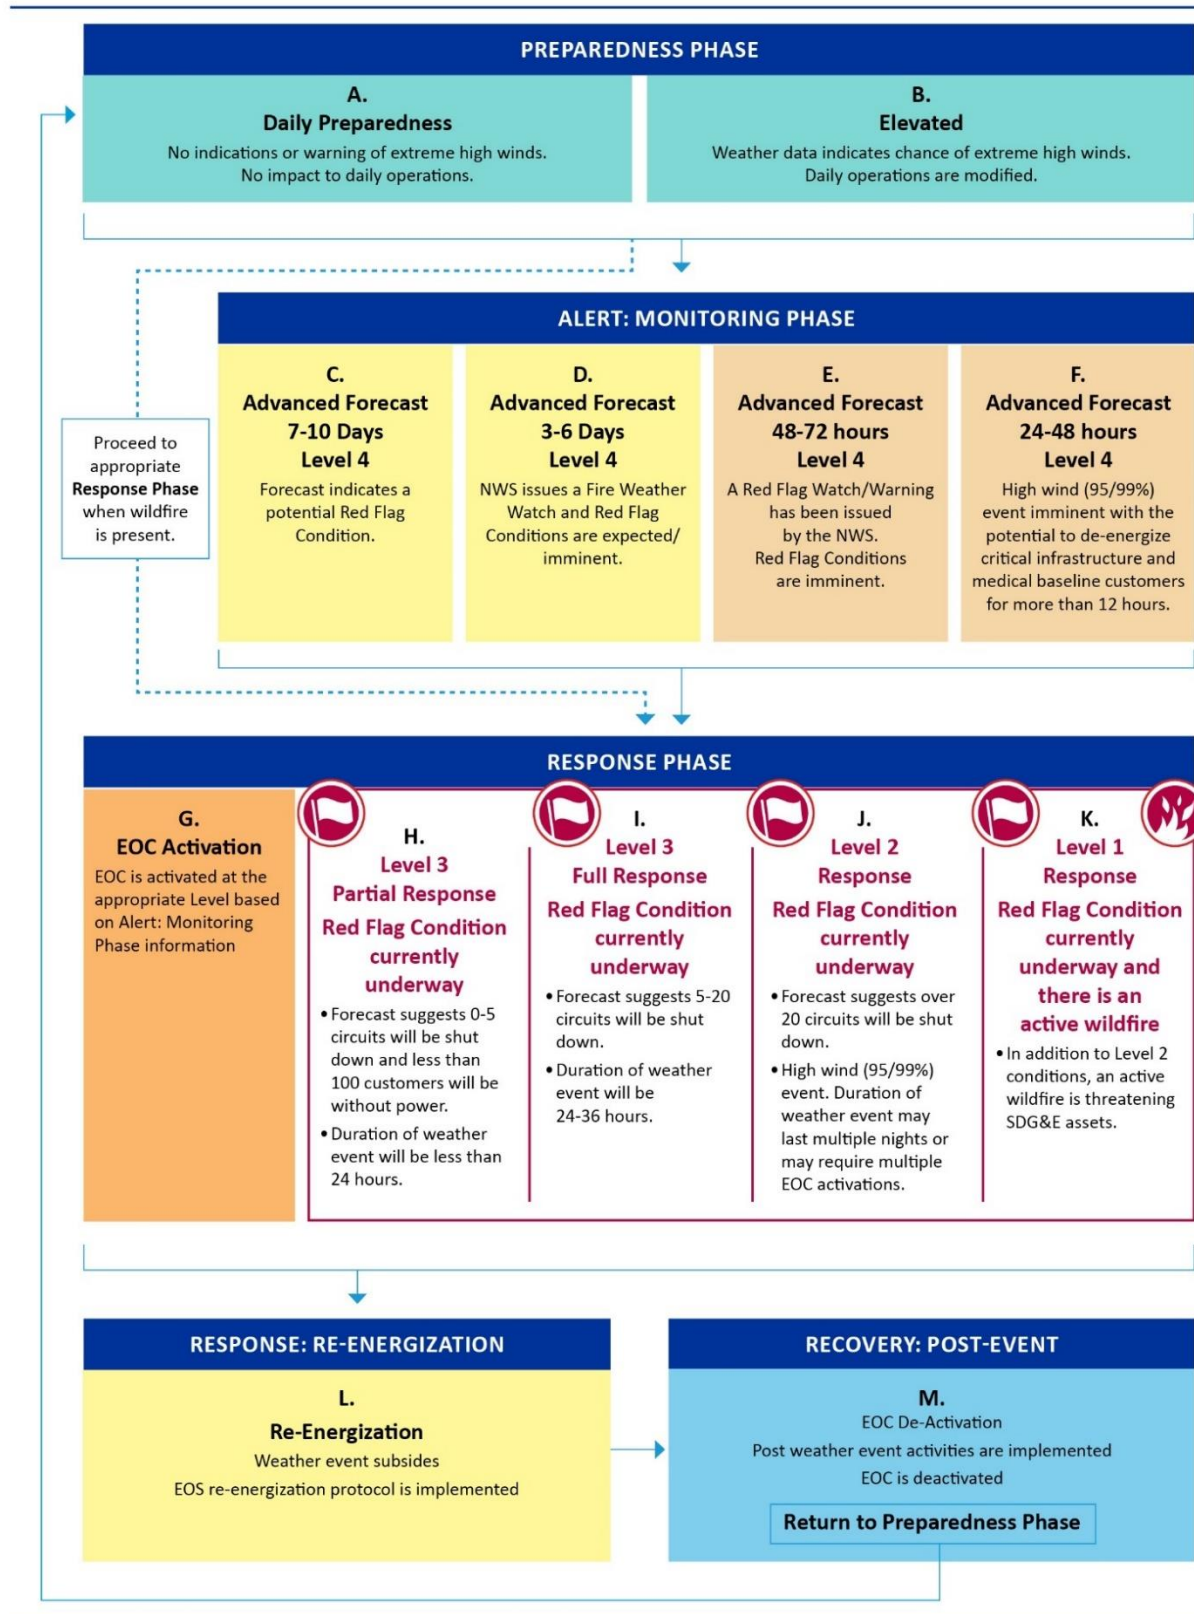 PREPAREDNESS PHASE
A.
Daily Preparedness
No indications or warning of extreme high winds.
No impact to daily operations.
B.
Elevated
Weather data indicates chance of extreme high winds.
Daily operations are modified.
Proceed to
appropriate
Response Phase
when wildfire
is present.
ALERT: MONITORING PHASE
C.
Advanced Forecast
7-10 Days
Level 4
Forecast indicates a
potential Red Flag
Condition.
D.
Advanced Forecast
3-6 Days
Level 4
NWS issues a Fire Weather
Watch and Red Flag
Conditions are expected/
imminent.
E.
Advanced Forecast
48-72 hours
Level 4
A Red Flag Watch/Warning
has been issued
by the NWS.
Red Flag Conditions
are imminent.
F.
Advanced Forecast
24-48 hours
Level 4
High wind (95/99%)
event imminent with the
potential to de-energize
critical infrastructure and
medical baseline customers
for more than 12 hours.
RESPONSE PHASE
G.
EOC Activation
EOC is activated at the
appropriate Level based
on Alert: Monitoring
Phase information
H.
Level 3
Partial Response
Red Flag Condition
currently
underway
• Forecast suggests 0-5
circuits will be shut
down and less than
100 customers will be
without power.
• Duration of weather
event will be less than
24 hours.
I.
Level 3
Full Response
Red Flag Condition
currently
underway
• Forecast suggests 5-20
circuits will be shut
down.
• Duration of weather
event will be
24-36 hours.
J.
Level 2
Response
Red Flag Condition
currently
underway
• Forecast suggests over
20 circuits will be shut
down.
• High wind (95/99%)
event. Duration of
weather event may
last multiple nights or
may require multiple
EOC activations.
K.
Level 1
Response
Red Flag Condition
currently
underway and
there is an
active wildfire
• In addition to Level 2
conditions, an active
wildfire is threatening
SDG&E assets.
RESPONSE: RE-ENERGIZATION
L.
Re-Energization
Weather event subsides
EOS re-energization protocol is implemented
RECOVERY: POST-EVENT
M.
EOC De-Activation
Post weather event activities are implemented
EOC is deactivated
Return to Preparedness Phase